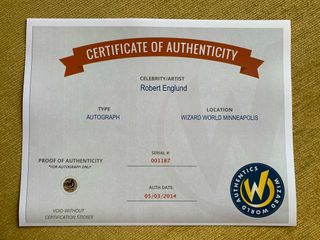 CERTIFICATE OF AUTHENTICITY
CELEBRITY/ARTIST
Robert Englund
TYPE
AUTOGRAPH
LOCATION
WIZARD WORLD MINNEAPOLIS
SERIAL #:
001187
PROOF OF AUTHENTICITY
*FOR AUTOGRAPH ONLY
AUTH DATE:
05/03/2014
VOID WITHOUT
CERTIFICATION STICKER
WIZARD WORLD AUTHENTICS
W